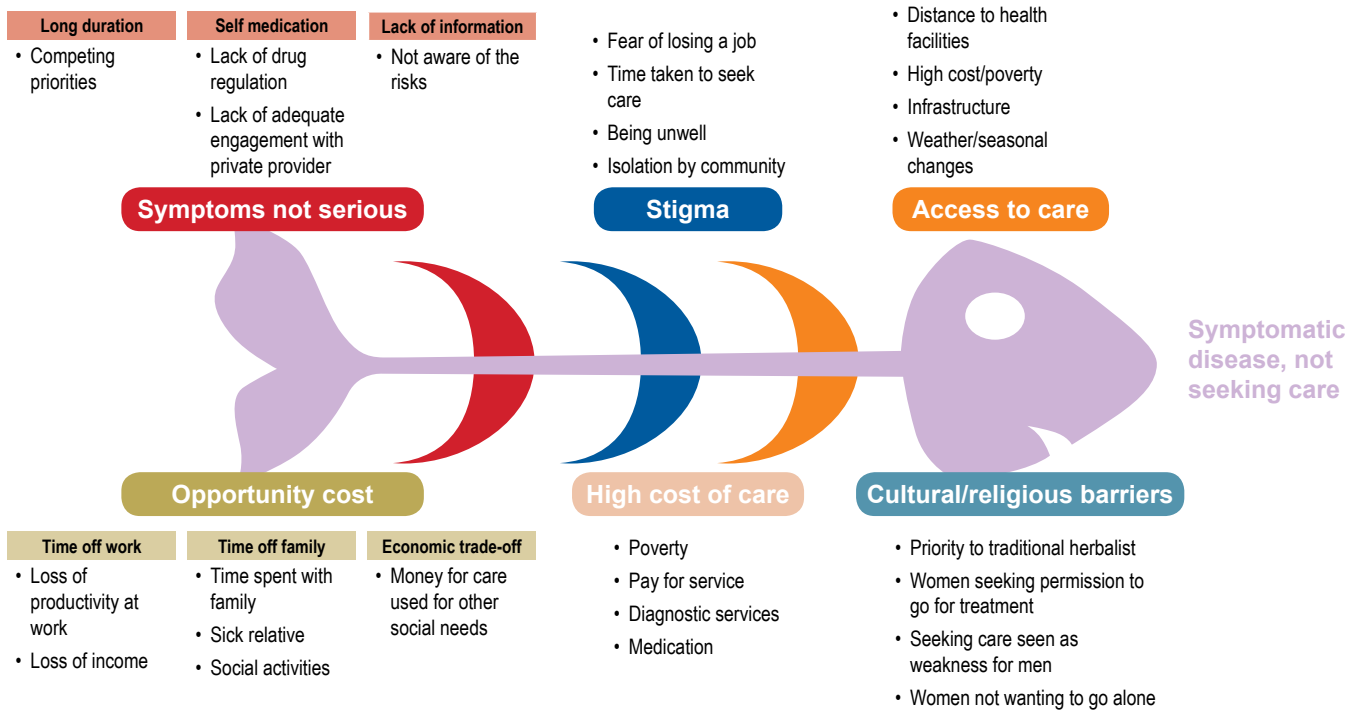 Long duration
• Competing
priorities
Self medication
• Lack of drug
regulation
• Lack of adequate
engagement with
private provider
Lack of information
• Not aware of the
risks
Symptoms not serious
• Fear of losing a job
• Time taken to seek
care
• Being unwell
• Isolation by community
Stigma
• Distance to health
facilities
• High cost/poverty
• Infrastructure
• Weather/seasonal
changes
Access to care
Symptomatic
disease, not
seeking care
Opportunity cost
Time off work
• Loss of
productivity at
work
• Loss of income
Time off family
• Time spent with
family
• Sick relative
• Social activities
Economic trade-off
• Money for care
used for other
social needs
High cost of care
• Poverty
• Pay for service
• Diagnostic services
• Medication
Cultural/religious barriers
• Priority to traditional herbalist
• Women seeking permission to
go for treatment
• Seeking care seen as
weakness for men
• Women not wanting to go alone